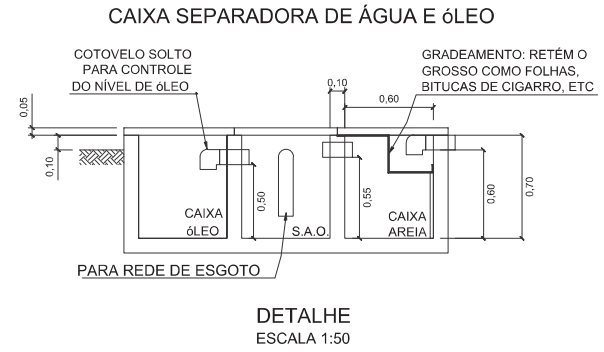 CAIXA SEPARADORA DE ÁGUA E óLEO
COTOVELO SOLTO
PARA CONTROLE
DO NÍVEL DE óLEO
GRADEAMENTO: RETÉM O
GROSSO COMO FOLHAS,
BITUCAS DE CIGARRO, ETC
0,10
0,60
0,05
0,10
0,50
0,55
0,60
0,70
CAIXA
óLEO
S.A.O.
CAIXA
AREIA
PARA REDE DE ESGOTO
DETALHE
ESCALA 1:50